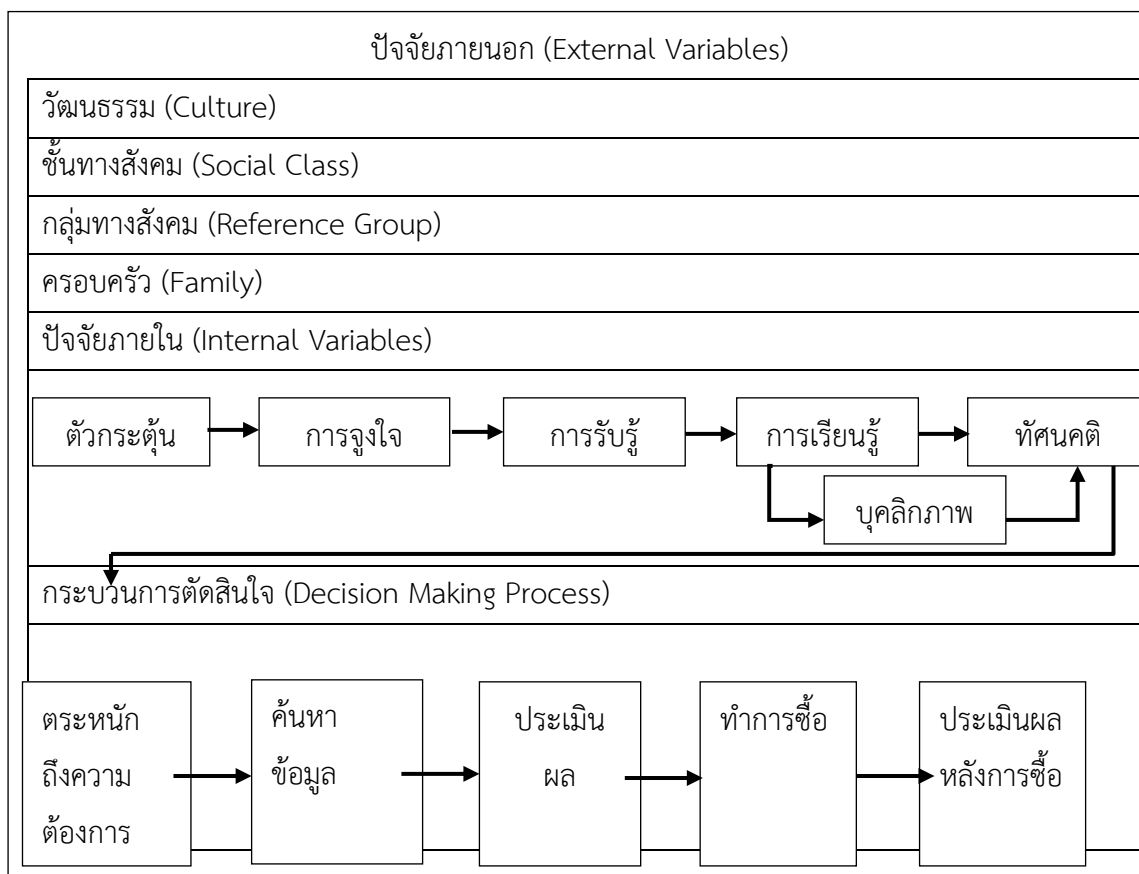 ปัจจัยภายนอก (External Variables)
วัฒนธรรม (Culture)
ชั้นทางสังคม (Social Class)
กลุ่มทางสังคม (Reference Group)
ครอบครัว (Family)
ปัจจัยภายใน (Internal Variables)
ตัวกระตุ้น
การจูงใจ
การรับรู้
การเรียนรู้
ทัศนคติ
บุคลิกภาพ
กระบวนการตัดสินใจ (Decision Making Process)
ตระหนัก
ถึงความ
ต้องการ
ค้นหา
ข้อมูล
ประเมิน
ผล
ทำการซื้อ
ประเมินผล
หลังการซื้อ